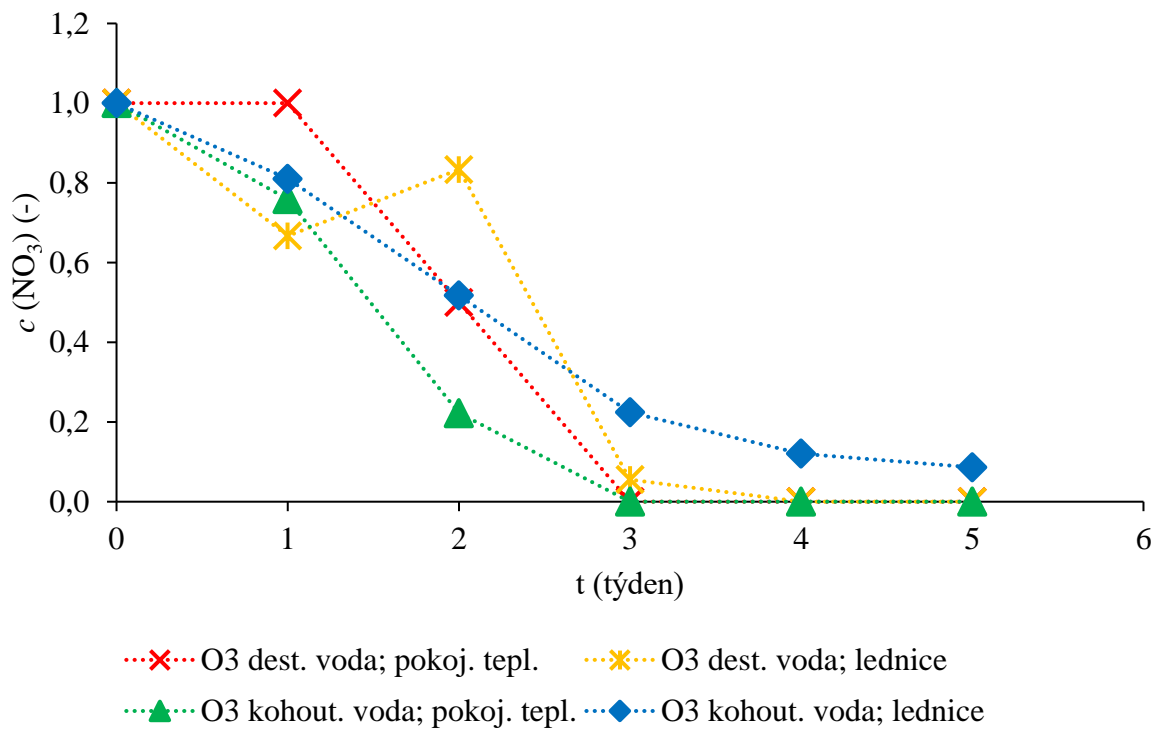 1,2
1,0
0,8
0,6
0,4
0,2
0,0
c (NO3) (-)
0 1 2 3 4 5 6
t (týden)
O3 dest. voda; pokoj. tepl. O3 dest. voda; lednice
O3 kohout. voda; pokoj. tepl. O3 kohout. voda; lednice